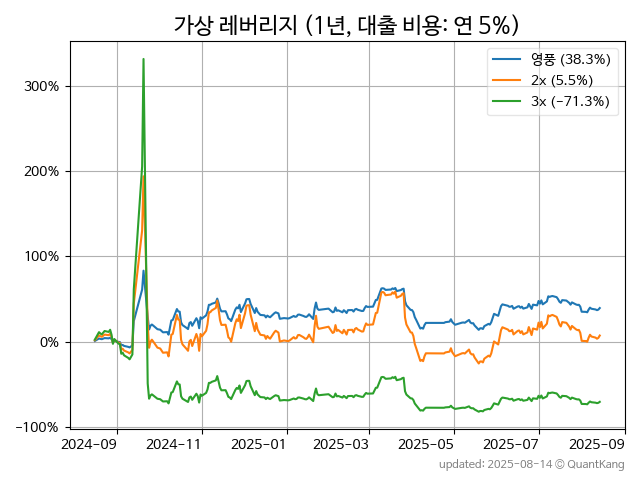 가상 레버리지 (1년, 대출 비용: 연 5%)
영풍 (38.3%)
2x (5.5%)
3x (-71.3%)
300%
200%
100%
0%
-100%
2024-09 2024-11 2025-01 2025-03 2025-05 2025-07 2025-09
updated: 2025-08-14 © QuantKang